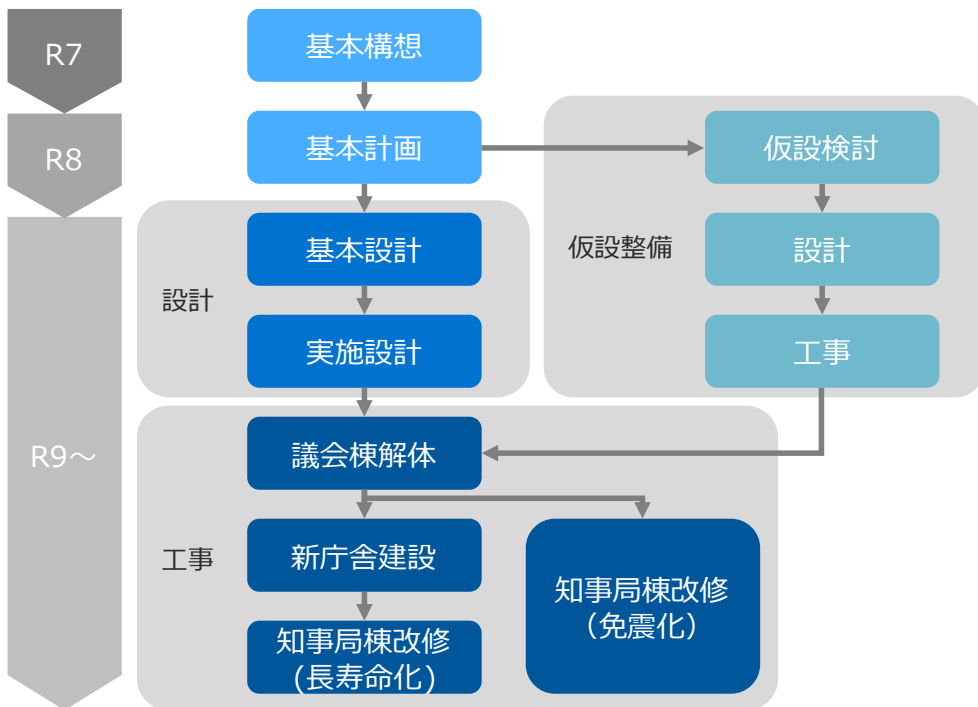 R7
基本構想
R8
基本計画
仮設検討
仮設整備
設計
工事
設計
基本設計
実施設計
R9～
工事
議会棟解体
新庁舎建設
知事局棟改修
（長寿命化）
知事局棟改修
（免震化）